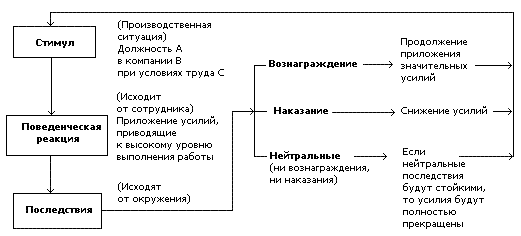 Стимул
(Производственная
ситуация)
Должность А
в компании В
при условиях труда С
Поведенческая
реакция
(Исходит
от сотрудника)
Приложение усилий,
приводящие
к высокому уровню
выполнения работы
Последствия
(Исходят
от окружения)
Вознаграждение
Продолжение
приложения
значительных
усилий
Наказание
Снижение усилий
Нейтральные
(ни вознаграждения,
ни наказания)
Если
нейтральные
последствия
будут стойкими,
то усилия будут
полностью
прекращены